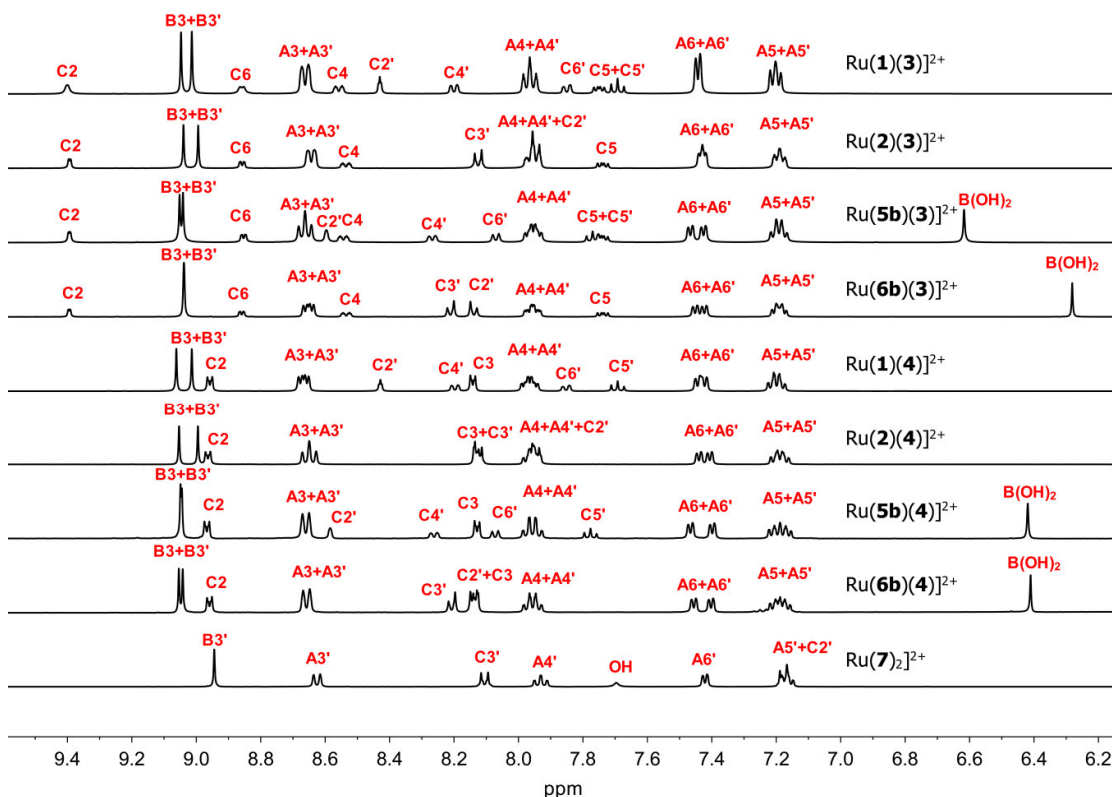 C2 B3+B3' C6 A3+A3' C4 C2' C4' A4+A4' C6' C5+C5' A6+A6' A5+A5' Ru(1)(3)]2+
C2 B3+B3' C6 A3+A3' C4 C3' A4+A4'+C2' C5 A6+A6' A5+A5' Ru(2)(3)]2+
C2 B3+B3' C6 A3+A3' C2' C4 C4' C6' A4+A4' C5+C5' A6+A6' A5+A5' Ru(5b)(3)]2+ B(OH)2
C2 B3+B3' C6 A3+A3' C4 C3' C2' A4+A4' C5 A6+A6' A5+A5' Ru(6b)(3)]2+ B(OH)2
B3+B3' C2 A3+A3' C2' C4' C3 A4+A4' C6' C5' A6+A6' A5+A5' Ru(1)(4)]2+
B3+B3' C2 A3+A3' C3+C3' A4+A4'+C2' A6+A6' A5+A5' Ru(2)(4)]2+
B3+B3' C2 A3+A3' C2' C4' C3 C6' A4+A4' C5' A6+A6' A5+A5' Ru(5b)(4)]2+ B(OH)2
B3+B3' C2 A3+A3' C3' C2'+C3 A4+A4' A6+A6' A5+A5' Ru(6b)(4)]2+ B(OH)2
B3' A3' C3' A4' OH A6' A5'+C2' Ru(7)2]2+
9.4 9.2 9.0 8.8 8.6 8.4 8.2 8.0 7.8 7.6 7.4 7.2 7.0 6.8 6.6 6.4 6.2
ppm